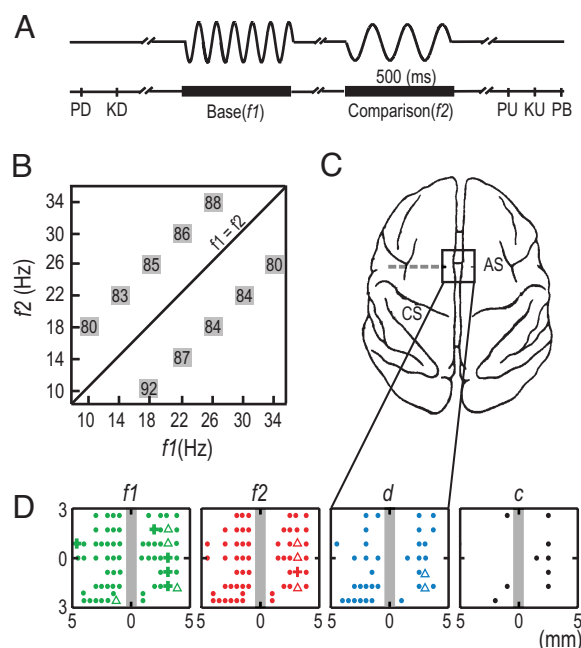 A
500 (ms)
PD KD Base(f1) Comparison(f2) PU KU PB
B
f2 (Hz)
34
30
26
22
18
14
10
88
86
f1 = f2
85
80
83
84
80
84
87
92
10 14 18 22 26 30 34
f1(Hz)
C
AS
CS
D
f1 f2 d c
3
0
3
5 0 5 0 5 0 5 0 5
(mm)